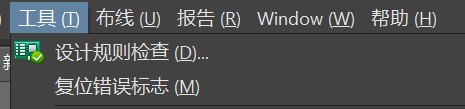 工具 (T) 布线 (U) 报告 (R) Window (W) 帮助 (H)
设计规则检查 (D)...
复位错误标志 (M)